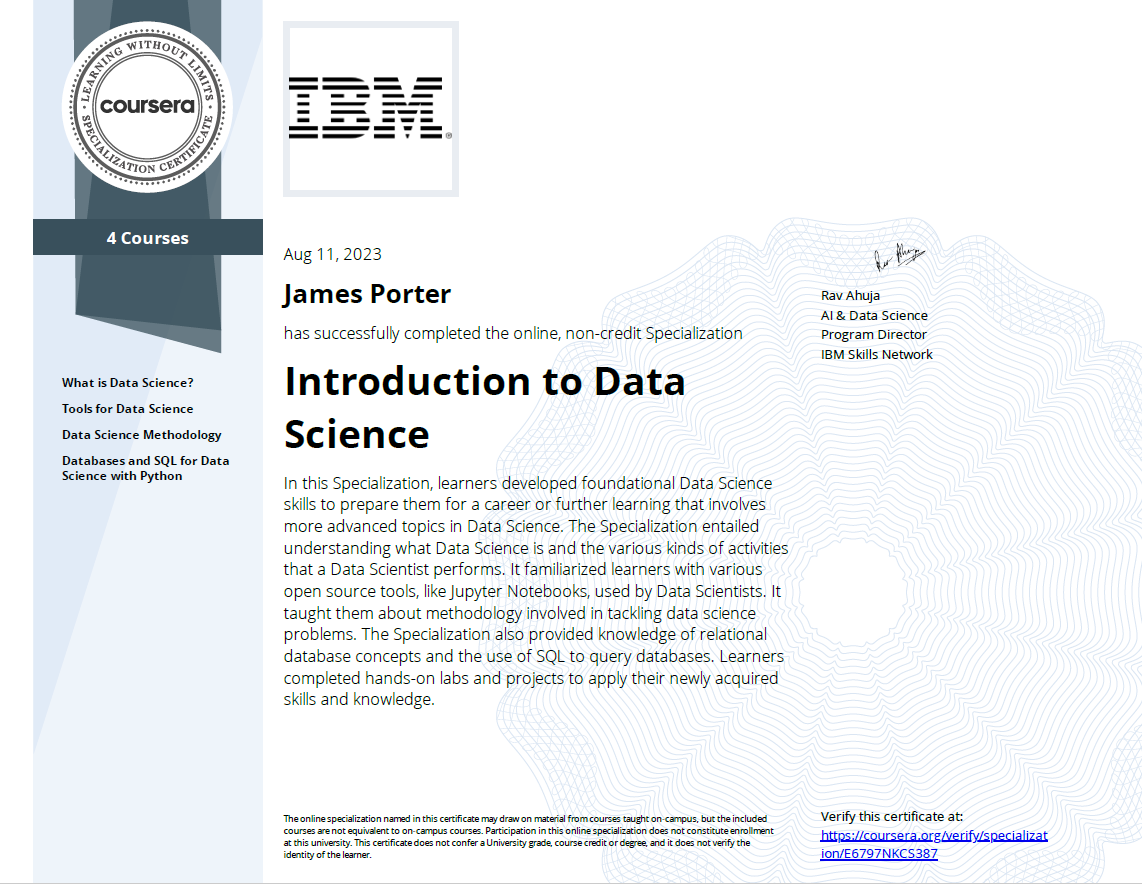 LEARNING WITHOUT LIMITS
coursera
SPECIALIZATION CERTIFICATE
IBM
®
4 Courses
What is Data Science?
Tools for Data Science
Data Science Methodology
Databases and SQL for Data
Science with Python
Aug 11, 2023
James Porter
has successfully completed the online, non-credit Specialization
Introduction to Data
Science
In this Specialization, learners developed foundational Data Science
skills to prepare them for a career or further learning that involves
more advanced topics in Data Science. The Specialization entailed
understanding what Data Science is and the various kinds of activities
that a Data Scientist performs. It familiarized learners with various
open source tools, like Jupyter Notebooks, used by Data Scientists. It
taught them about methodology involved in tackling data science
problems. The Specialization also provided knowledge of relational
database concepts and the use of SQL to query databases. Learners
completed hands-on labs and projects to apply their newly acquired
skills and knowledge.
Rav Ahuja
Rav Ahuja
AI & Data Science
Program Director
IBM Skills Network
The online specialization named in this certificate may draw on material from courses taught on-campus, but the included
courses are not equivalent to on-campus courses. Participation in this online specialization does not constitute enrollment
at this university. This certificate does not confer a University grade, course credit or degree, and it does not verify the
identity of the learner.
Verify this certificate at:
https://coursera.org/verify/specializat
ion/E6797NKCS387